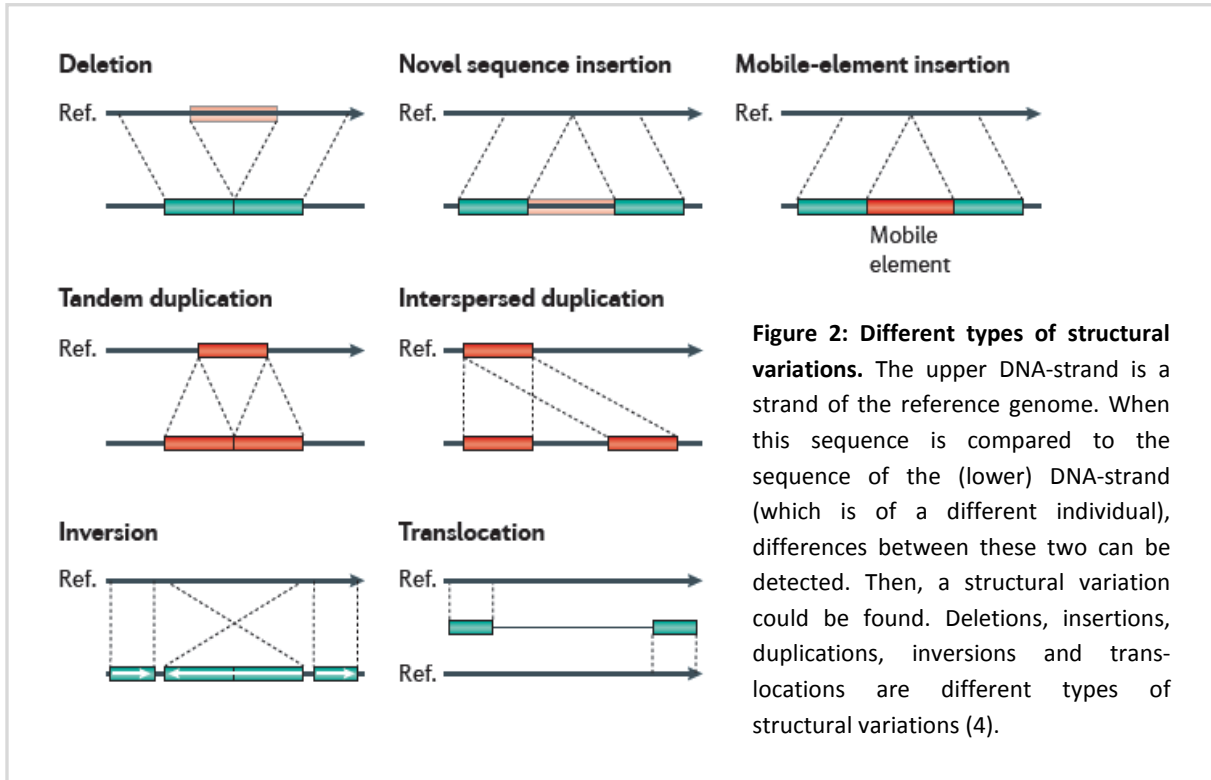 Deletion
Ref.
Novel sequence insertion
Ref.
Mobile-element insertion
Ref.
Mobile
element
Tandem duplication
Ref.
Interspersed duplication
Ref.
Inversion
Ref.
Translocation
Ref.
Ref.
Figure 2: Different types of structural
variations. The upper DNA-strand is a
strand of the reference genome. When
this sequence is compared to the
sequence of the (lower) DNA-strand
(which is of a different individual),
differences between these two can be
detected. Then, a structural variation
could be found. Deletions, insertions,
duplications, inversions and trans-
locations are different types of
structural variations (4).